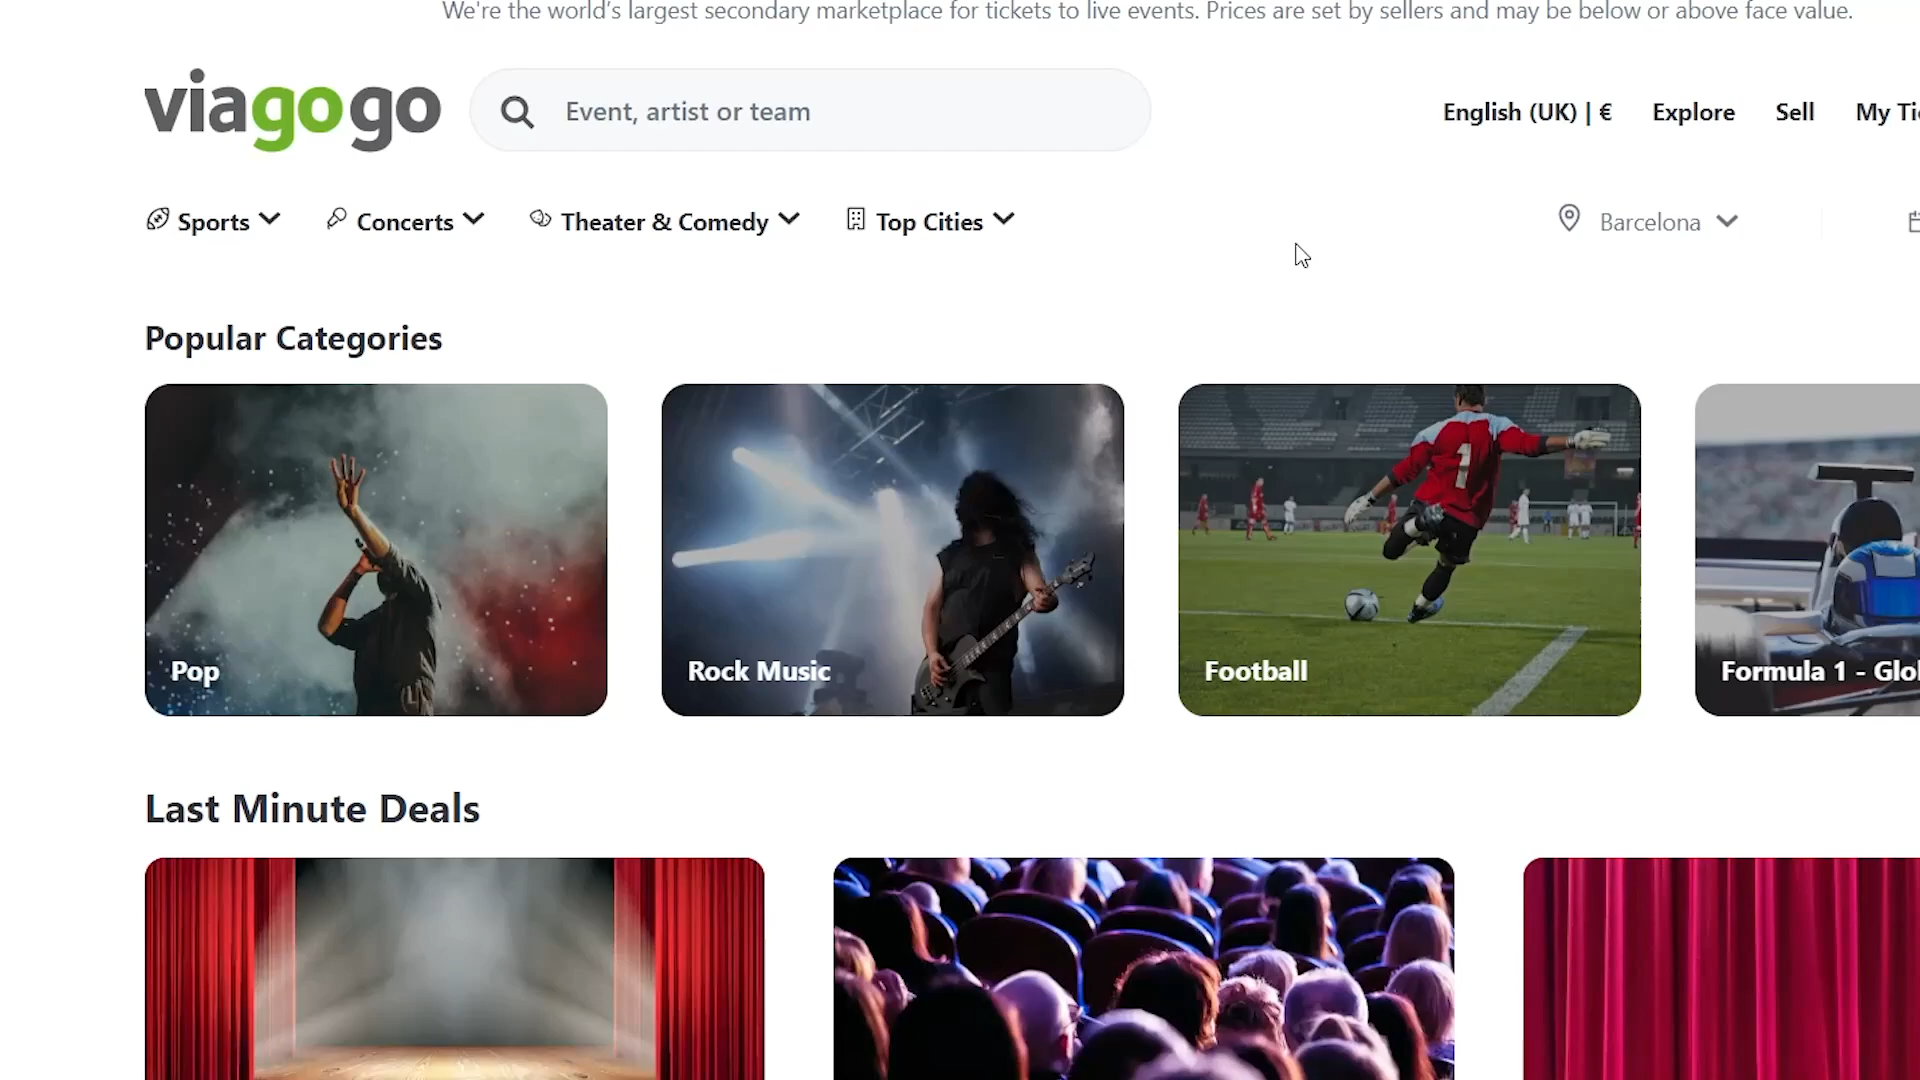 We're the world's largest secondary marketplace for tickets to live events. Prices are set by sellers and may be below or above face value.
viagogo
Event, artist or team
English (UK) | €
Explore
Sell
My
Sports
Concerts
Theater & Comedy
Top Cities
Barcelona
Popular Categories
Pop
Rock Music
Football
1
Formula 1 -
Last Minute Deals